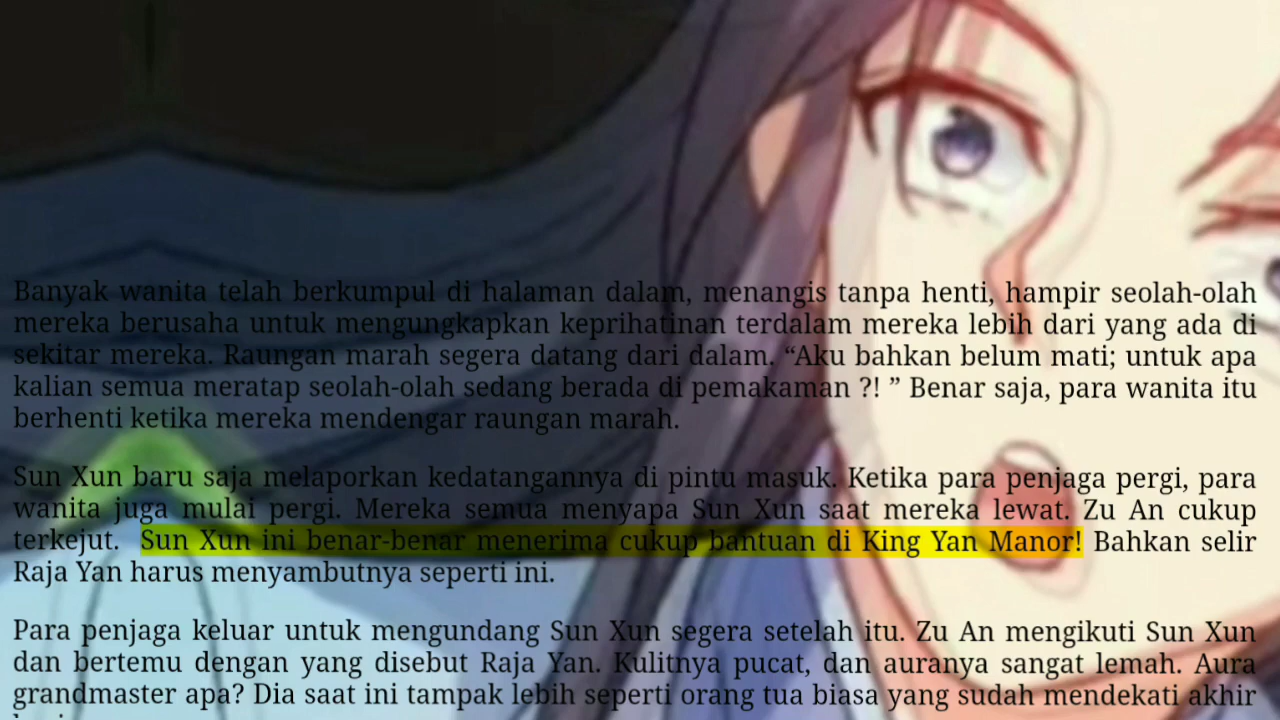 Banyak wanita telah berkumpul di halaman dalam, menangis tanpa henti, hampir seolah-olah
mereka berusaha untuk mengungkapkan keprihatinan terdalam mereka lebih dari yang ada di
sekitar mereka. Raungan marah segera datang dari dalam. “Aku bahkan belum mati; untuk apa
kalian semua meratap seolah-olah sedang berada di pemakaman ?! ” Benar saja, para wanita itu
berhenti ketika mereka mendengar raungan marah.
Sun Xun baru saja melaporkan kedatangannya di pintu masuk. Ketika para penjaga pergi, para
wanita juga mulai pergi. Mereka semua menyapa Sun Xun saat mereka lewat. Zu An cukup
terkejut. Sun Xun ini benar-benar menerima cukup bantuan di King Yan Manor! Bahkan selir
Raja Yan harus menyambutnya seperti ini.
Para penjaga keluar untuk mengundang Sun Xun segera setelah itu. Zu An mengikuti Sun Xun
dan bertemu dengan yang disebut Raja Yan. Kulitnya pucat, dan auranya sangat lemah. Aura
grandmaster apa? Dia saat ini tampak lebih seperti orang tua biasa yang sudah mendekati akhir